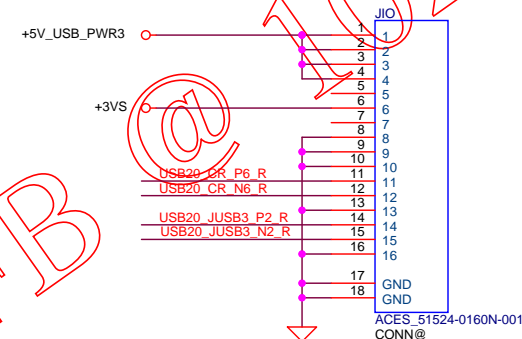 JIO
+5V_USB_PWR3
1 1
2 2
3 3
4 4
5 5
+3VS
6 6
7 7
8 8
9 9
10 10
USB20_CR_P6_R 11 11
USB20_CR_N6_R 12 12
13 13
USB20_JUSB3_P2_R 14 14
USB20_JUSB3_N2_R 15 15
16 16
17 GND
18 GND
ACES_51524-0160N-001
CONN@
@
B